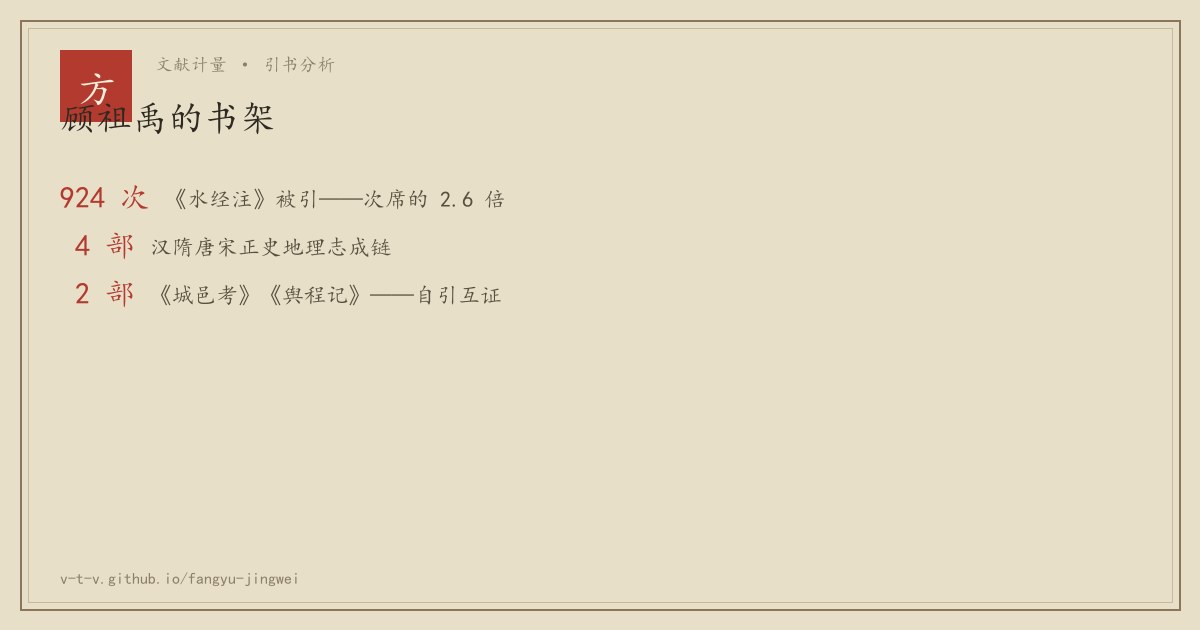 方
文献计量 • 引书分析
顾祖禹的书架
924 次 《水经注》被引——次席的 2.6 倍
4 部 汉隋唐宋正史地理志成链
2 部 《城邑考》《舆程记》——自引互证
v-t-v.github.io/fangyu-jingwei